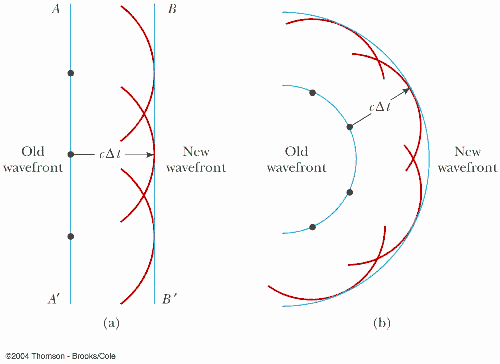 A
B
Old
wavefront
cΔt
New
wavefront
A′
B′
(a)
cΔt
Old
wavefront
New
wavefront
(b)
©2004 Thomson - Brooks/Cole